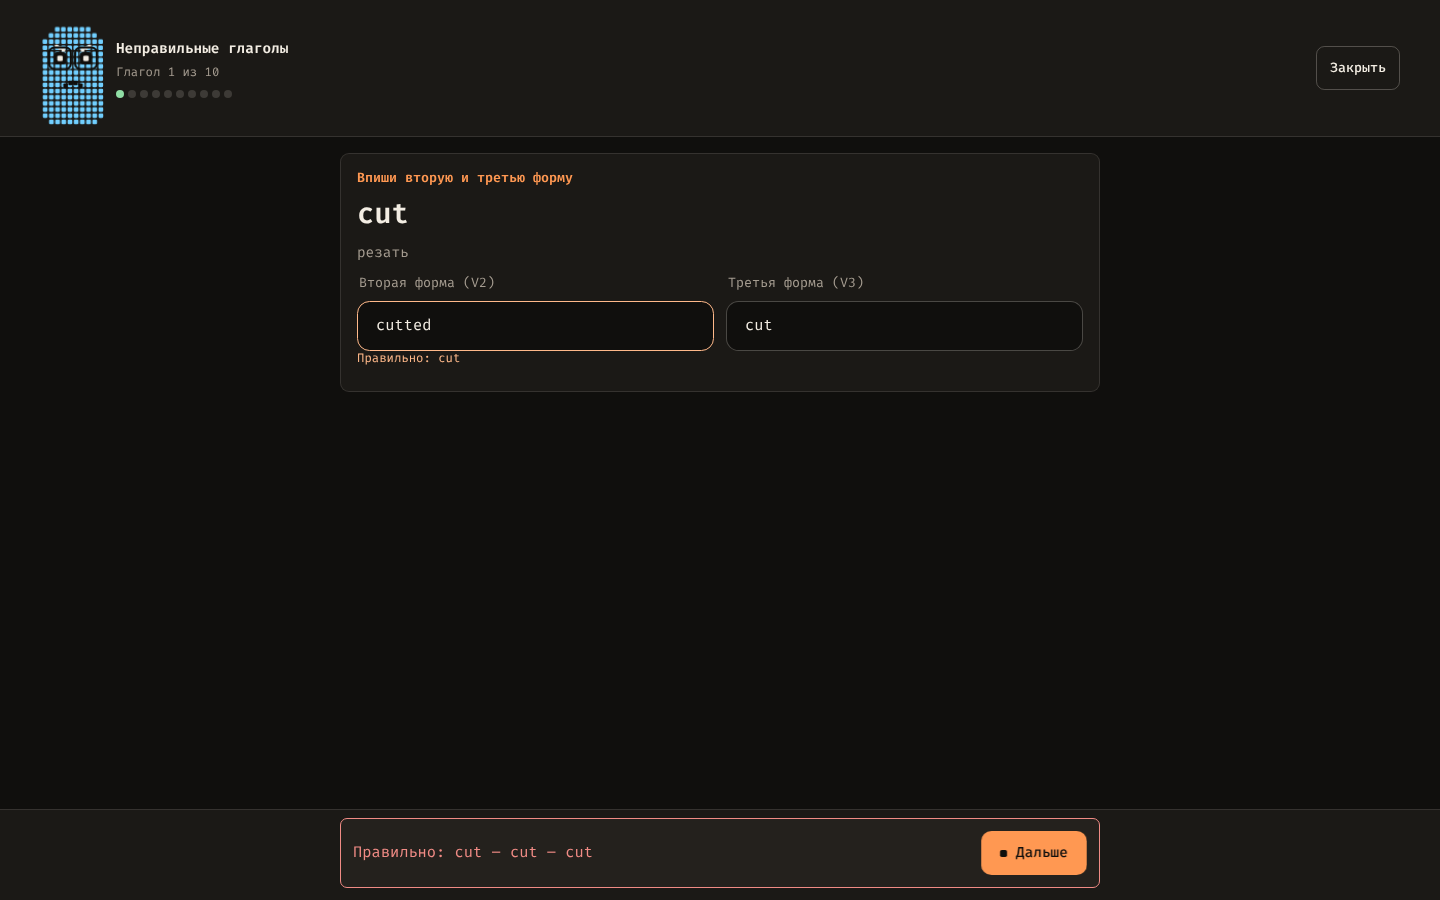 Неправильные глаголы
Глагол 1 из 10
Закрыть
Впиши вторую и третью форму
cut
резать
Вторая форма (V2)
Третья форма (V3)
cutted
cut
Правильно: cut
Правильно: cut — cut — cut
Дальше